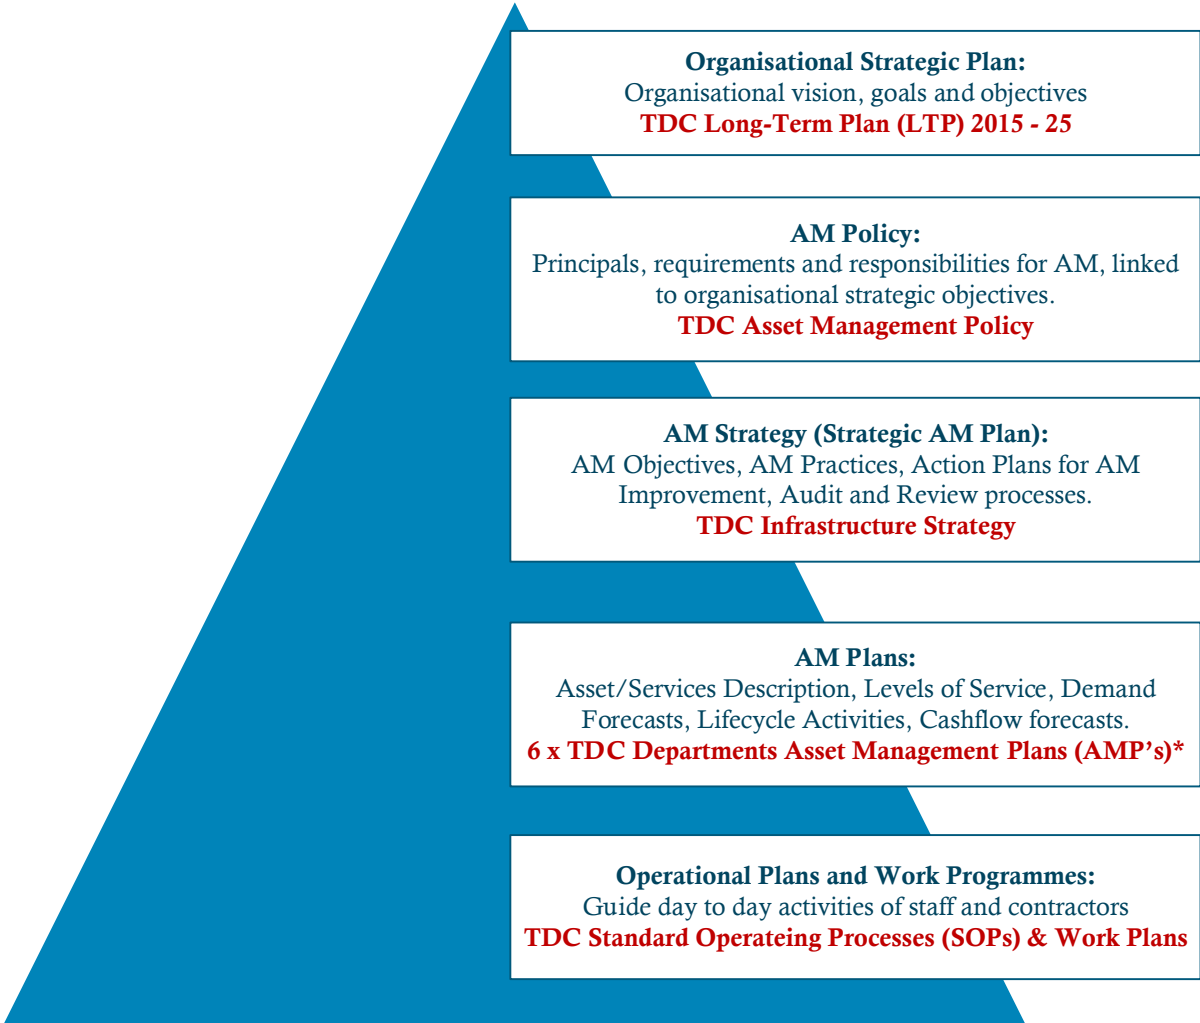 Organisational Strategic Plan:
Organisational vision, goals and objectives
TDC Long-Term Plan (LTP) 2015 - 25
AM Policy:
Principals, requirements and responsibilities for AM, linked
to organisational strategic objectives.
TDC Asset Management Policy
AM Strategy (Strategic AM Plan):
AM Objectives, AM Practices, Action Plans for AM
Improvement, Audit and Review processes.
TDC Infrastructure Strategy
AM Plans:
Asset/Services Description, Levels of Service, Demand
Forecasts, Lifecycle Activities, Cashflow forecasts.
6 x TDC Departments Asset Management Plans (AMP’s)*
Operational Plans and Work Programmes:
Guide day to day activities of staff and contractors
TDC Standard Operateing Processes (SOPs) & Work Plans